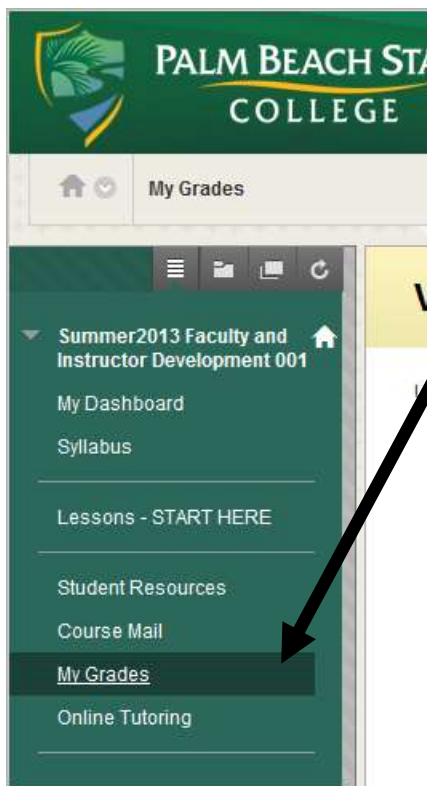 PALM BEACH STA
COLLEGE
My Grades
Summer2013 Faculty and
Instructor Development 001
My Dashboard
Syllabus
Lessons - START HERE
Student Resources
Course Mail
My Grades
Online Tutoring